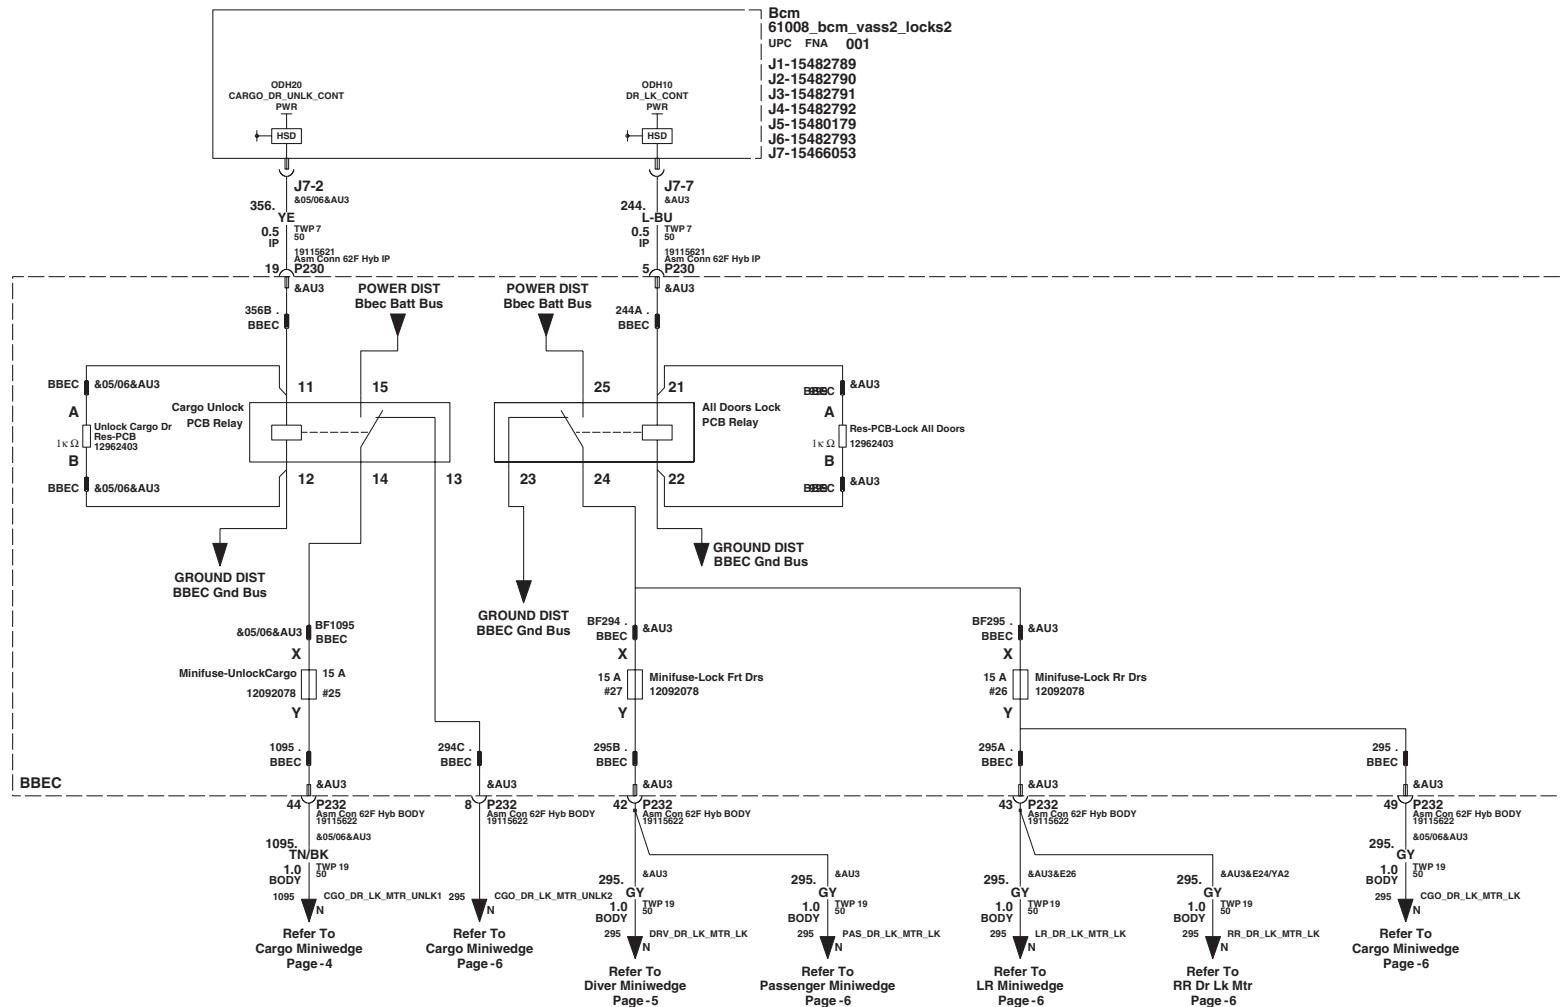 Bcm
61008_bcm_vass2_locks2
UPC FNA 001
J1-15482789
J2-15482790
J3-15482791
J4-15482792
J5-15480179
J6-15482793
J7-15466053
ODH20
CARGO_DR_UNLK_CONT
PWR
HSD
ODH10
DR_LK_CONT
PWR
HSD
J7-2
&05/06&AU3
356.
YE
0.5
IP
TWP 7
50
19115621
Asm Conn 62F Hyb IP
19 P230
&AU3
J7-7
&AU3
244.
L-BU
0.5
IP
TWP 7
50
19115621
Asm Conn 62F Hyb IP
5 P230
&AU3
356B .
BBEC
POWER DIST
Bbec Batt Bus
POWER DIST
Bbec Batt Bus
244A .
BBEC
BBEC &05/06&AU3
A
Unlock Cargo Dr
Res-PCB
12962403
1κ Ω
B
BBEC &05/06&AU3
11
15
Cargo Unlock
PCB Relay
12
14
13
25
21
All Doors Lock
PCB Relay
23
24
22
&AU3
A
Res-PCB-Lock All Doors
1κ Ω
12962403
B
&AU3
GROUND DIST
BBEC Gnd Bus
GROUND DIST
BBEC Gnd Bus
GROUND DIST
BBEC Gnd Bus
&05/06&AU3
BF1095
BBEC
X
Minifuse-UnlockCargo 15 A
12092078 #25
Y
BF294 .
BBEC
&AU3
X
15 A Minifuse-Lock Frt Drs
#27 12092078
Y
BF295 .
BBEC
&AU3
X
15 A Minifuse-Lock Rr Drs
#26 12092078
Y
1095 .
BBEC
294C .
BBEC
295B .
BBEC
295A .
BBEC
295 .
BBEC
BBEC
&AU3
44 P232
Asm Con 62F Hyb BODY
19115622
&05/06&AU3
1095.
TN/BK
1.0
BODY
TWP 19
50
1095 CGO_DR_LK_MTR_UNLK1
N
Refer To
Cargo Miniwedge
Page -4
&AU3
8 P232
Asm Con 62F Hyb BODY
19115622
295 CGO_DR_LK_MTR_UNLK2
N
Refer To
Cargo Miniwedge
Page -6
&AU3
42 P232
Asm Con 62F Hyb BODY
19115622
&AU3
295.
GY
1.0
BODY
TWP 19
50
295 DRV_DR_LK_MTR_LK
N
Refer To
Diver Miniwedge
Page -5
&AU3
295.
GY
1.0
BODY
TWP 19
50
295 PAS_DR_LK_MTR_LK
N
Refer To
Passenger Miniwedge
Page -6
&AU3
43 P232
Asm Con 62F Hyb BODY
19115622
&AU3&E26
295.
GY
1.0
BODY
TWP 19
50
295 LR_DR_LK_MTR_LK
N
Refer To
LR Miniwedge
Page -6
&AU3&E24/YA2
295.
GY
1.0
BODY
TWP 19
50
295 RR_DR_LK_MTR_LK
N
Refer To
RR Dr Lk Mtr
Page -6
&AU3
49 P232
Asm Con 62F Hyb BODY
19115622
&05/06&AU3
295.
GY
1.0
BODY
TWP 19
50
295 CGO_DR_LK_MTR_LK
N
Refer To
Cargo Miniwedge
Page -6